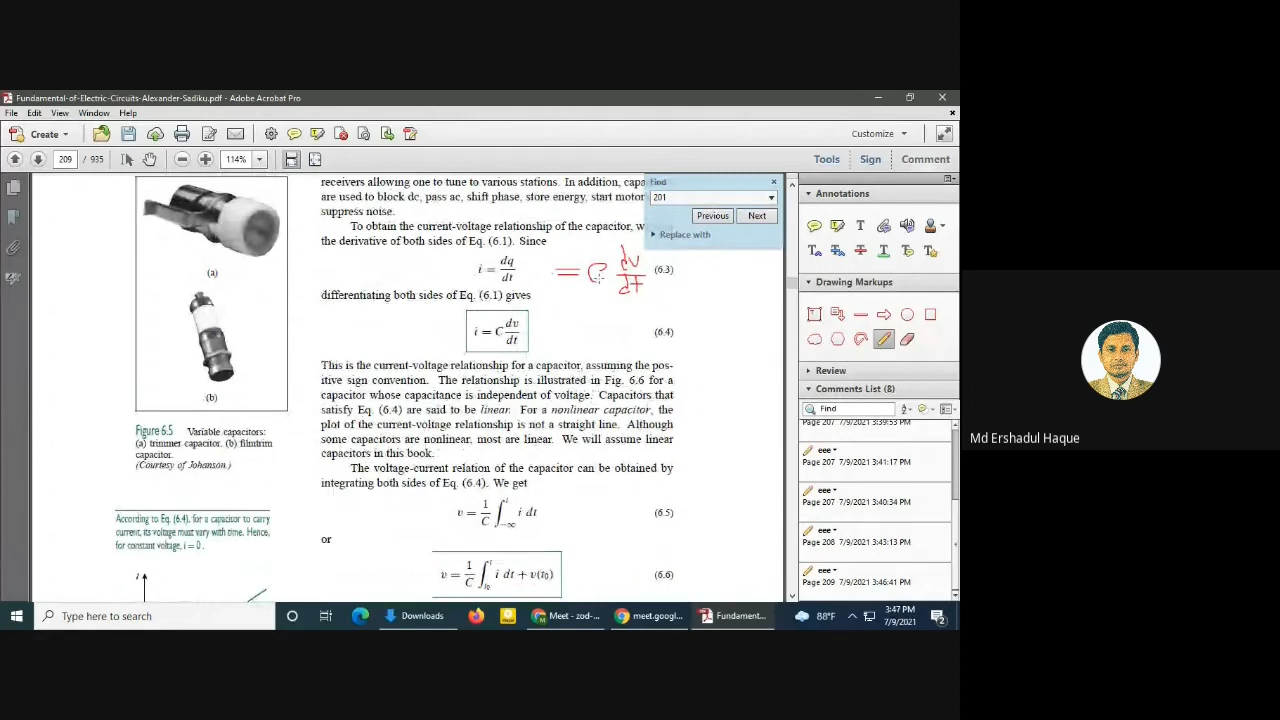 Fundamental-of-Electric-Circuits-Alexander-Sadiku.pdf - Adobe Acrobat Pro
File Edit View Window Help
Create
Customize
209 / 935
114%
Tools Sign Comment
receivers allowing one to tune to various stations. In addition, capa
are used to block dc, pass ac, shift phase, store energy, start motor
suppress noise.
To obtain the current-voltage relationship of the capacitor, w
the derivative of both sides of Eq. (6.1). Since
i = dq/dt = C dv/dt (6.3)
differentiating both sides of Eq. (6.1) gives
i = C dv/dt (6.4)
This is the current-voltage relationship for a capacitor, assuming the pos-
itive sign convention. The relationship is illustrated in Fig. 6.6 for a
capacitor whose capacitance is independent of voltage. Capacitors that
satisfy Eq. (6.4) are said to be linear. For a nonlinear capacitor, the
plot of the current-voltage relationship is not a straight line. Although
some capacitors are nonlinear, most are linear. We will assume linear
capacitors in this book.
The voltage-current relation of the capacitor can be obtained by
integrating both sides of Eq. (6.4). We get
v = 1/C ∫_{-∞}^{t} i dt (6.5)
or
v = 1/C ∫_{t0}^{t} i dt + v(t0) (6.6)
(a)
(b)
Figure 6.5 Variable capacitors:
(a) trimmer capacitor, (b) filmtrim
capacitor.
(Courtesy of Johanson.)
According to Eq. (6.4), for a capacitor to carry
current, its voltage must vary with time. Hence,
for constant voltage, i = 0 .
i
Find
201
Previous Next
Replace with
Annotations
Drawing Markups
Review
Comments List (8)
Find
Page 207 7/9/2021 3:39:53 PM
eee
Page 207 7/9/2021 3:41:17 PM
eee
Page 207 7/9/2021 3:40:34 PM
eee
Page 208 7/9/2021 3:43:13 PM
eee
Page 209 7/9/2021 3:46:41 PM
Md Ershadul Haque
Type here to search
Downloads
Meet - zod-...
meet.googl...
Fundament...
88°F
3:47 PM
7/9/2021
2